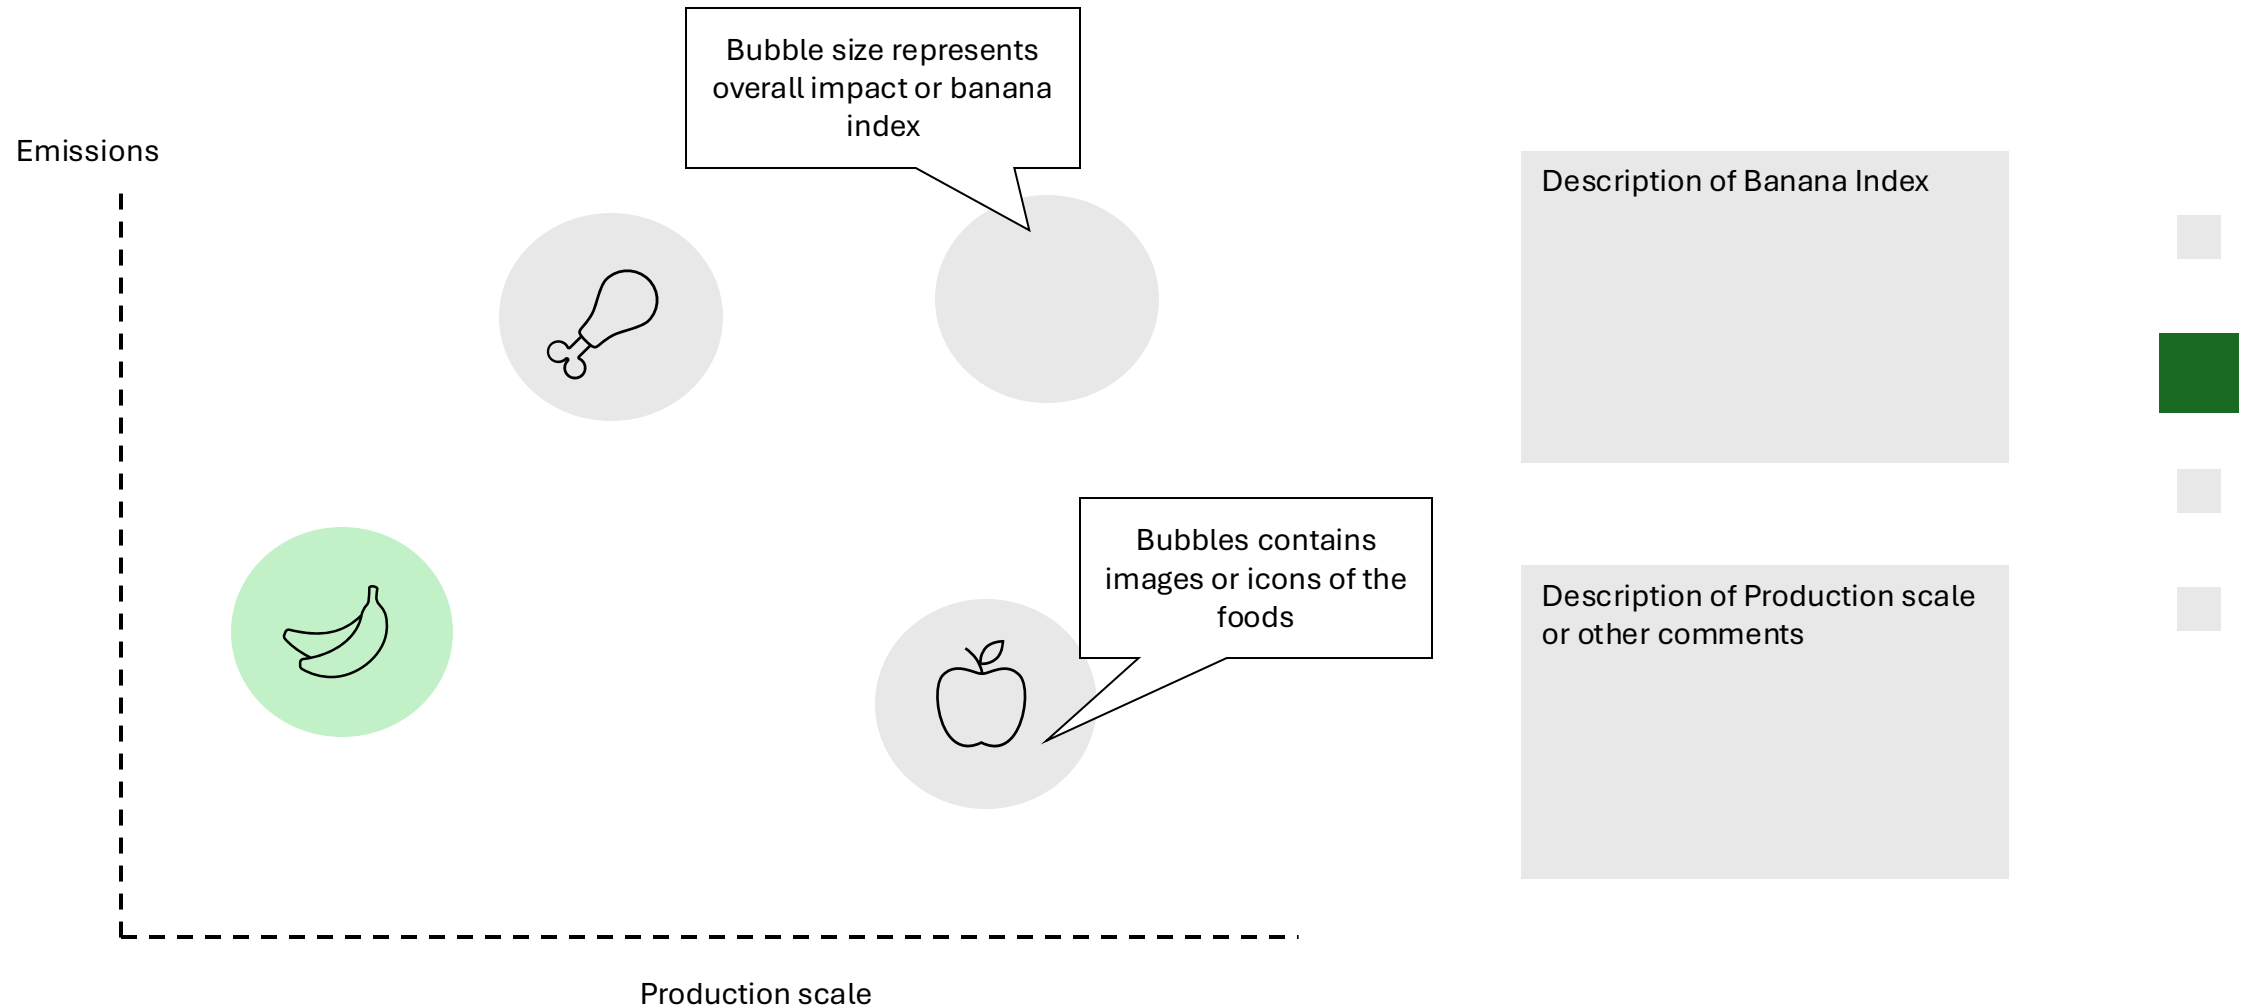 Bubble size represents
overall impact or banana
index
Emissions
Description of Banana Index
Bubbles contains
images or icons of the
foods
Description of Production scale
or other comments
Production scale